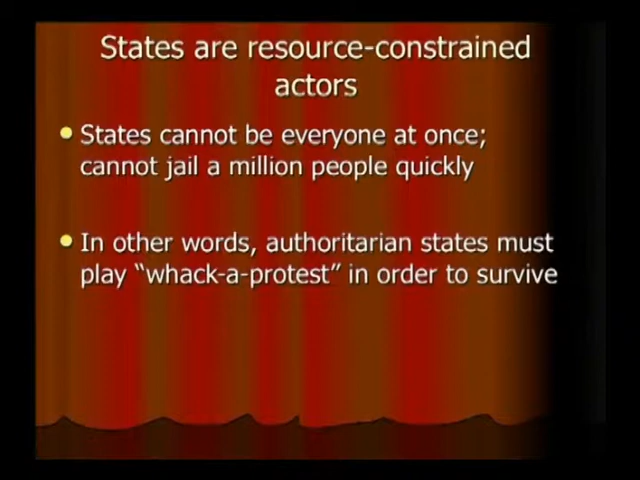 States are resource-constrained
actors
States cannot be everyone at once;
cannot jail a million people quickly
In other words, authoritarian states must
play “whack-a-protest” in order to survive